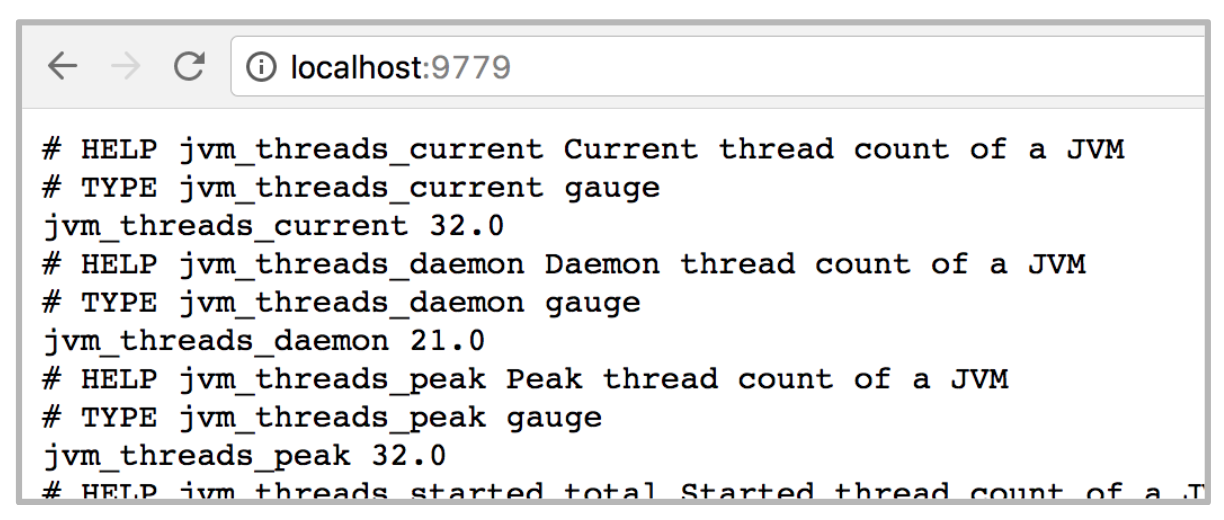 localhost:9779
# HELP jvm_threads_current Current thread count of a JVM
# TYPE jvm_threads_current gauge
jvm_threads_current 32.0
# HELP jvm_threads_daemon Daemon thread count of a JVM
# TYPE jvm_threads_daemon gauge
jvm_threads_daemon 21.0
# HELP jvm_threads_peak Peak thread count of a JVM
# TYPE jvm_threads_peak gauge
jvm_threads_peak 32.0
# HELP jvm_threads_started_total Started thread count of a